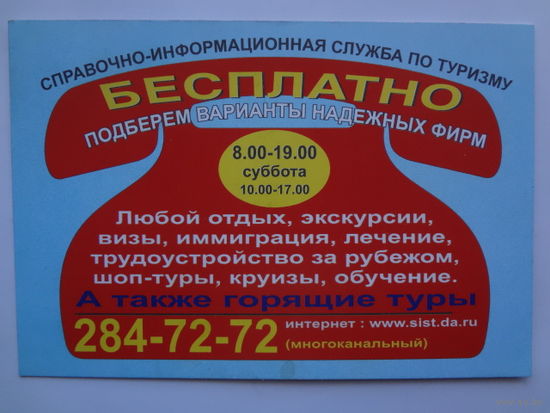 СПРАВОЧНО-ИНФОРМАЦИОННАЯ СЛУЖБА ПО ТУРИЗМУ
БЕСПЛАТНО
ПОДБЕРЕМ ВАРИАНТЫ НАДЕЖНЫХ ФИРМ
8.00-19.00
суббота
10.00-17.00
Любой отдых, экскурсии,
визы, иммиграция, лечение,
трудоустройство за рубежом,
шоп-туры, круизы, обучение.
А также горящие туры
284-72-72 интернет : www.sist.da.ru
(многоканальный)